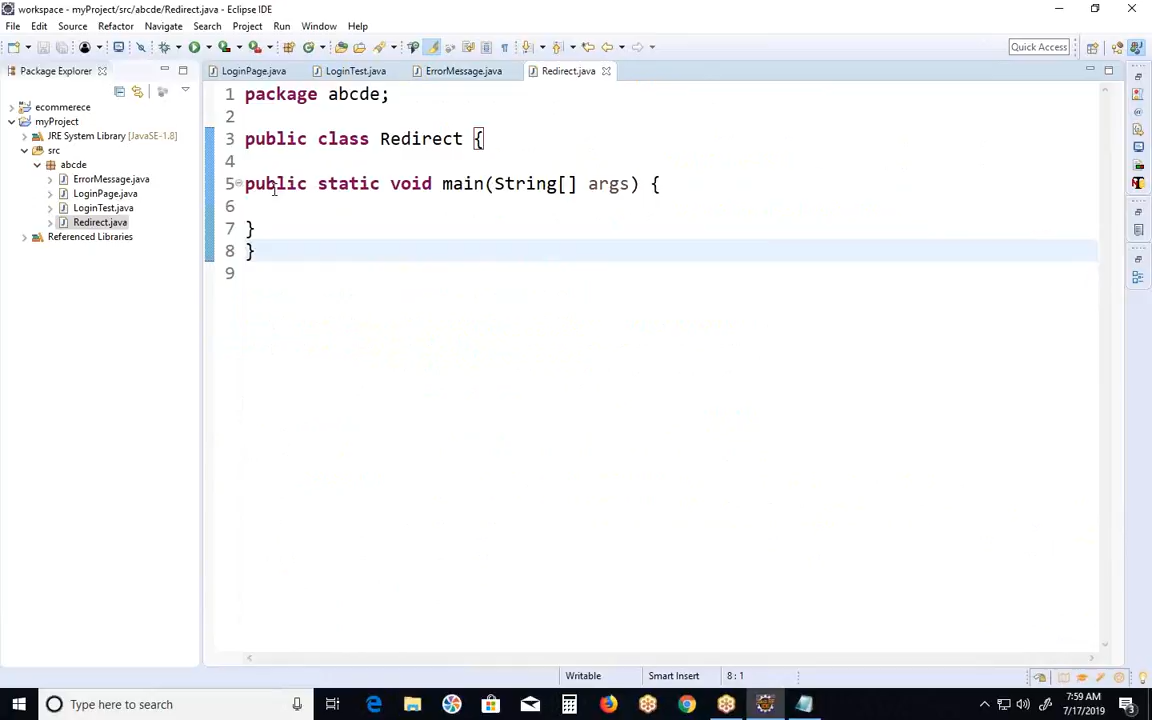 workspace - myProject/src/abcde/Redirect.java - Eclipse IDE
File Edit Source Refactor Navigate Search Project Run Window Help
Quick Access
Package Explorer
LoginPage.java LoginTest.java ErrorMessage.java Redirect.java
ecommerece
myProject
JRE System Library [JavaSE-1.8]
src
abcde
ErrorMessage.java
LoginPage.java
LoginTest.java
Redirect.java
Referenced Libraries
1 package abcde;
2
3 public class Redirect {
4
5 public static void main(String[] args) {
6
7 }
8 }
9
Writable Smart Insert 8 : 1
Type here to search
7:59 AM
7/17/2019
3